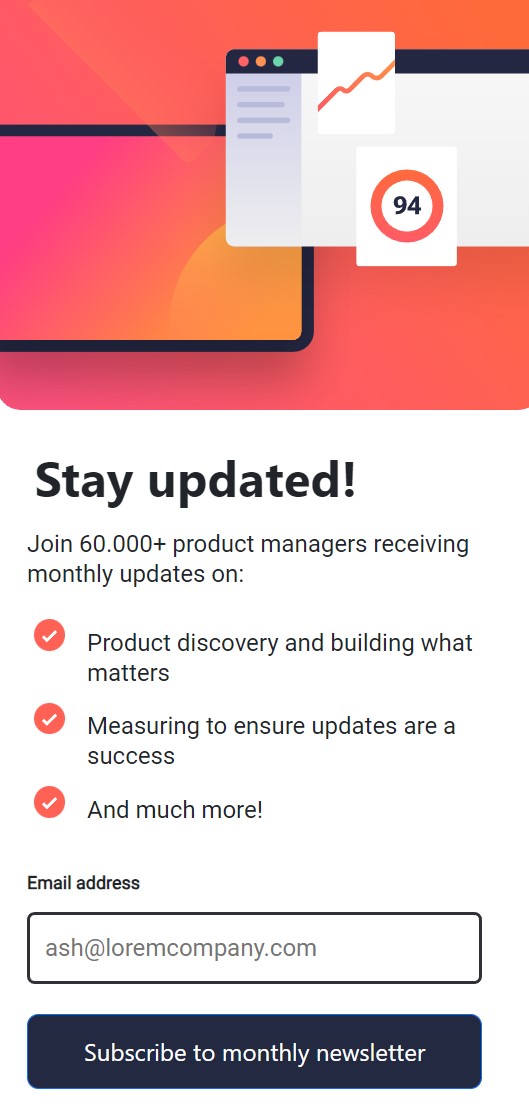 94
Stay updated!
Join 60.000+ product managers receiving
monthly updates on:
Product discovery and building what
matters
Measuring to ensure updates are a
success
And much more!
Email address
ash@loremcompany.com
Subscribe to monthly newsletter